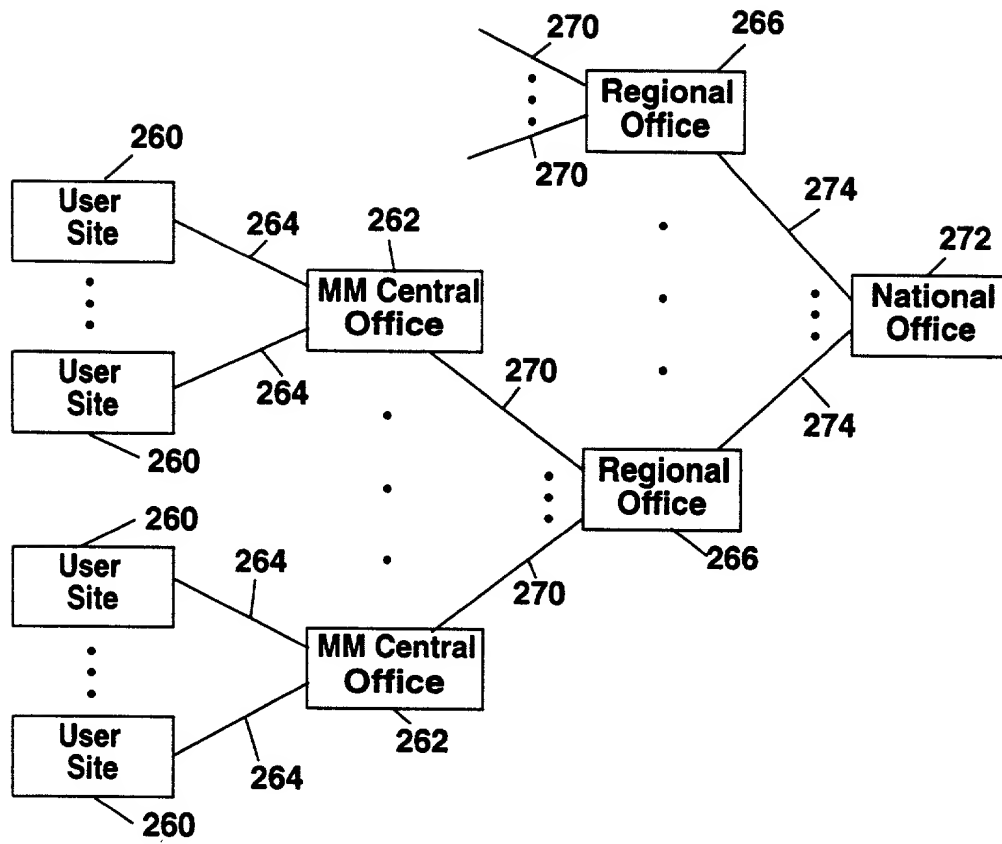 270
266
Regional
Office
260
270
User
Site
264
262
274
272
MM Central
Office
National
Office
User
Site
264
270
274
260
Regional
Office
260
User
Site
264
270
266
MM Central
Office
User
Site
264
262
260